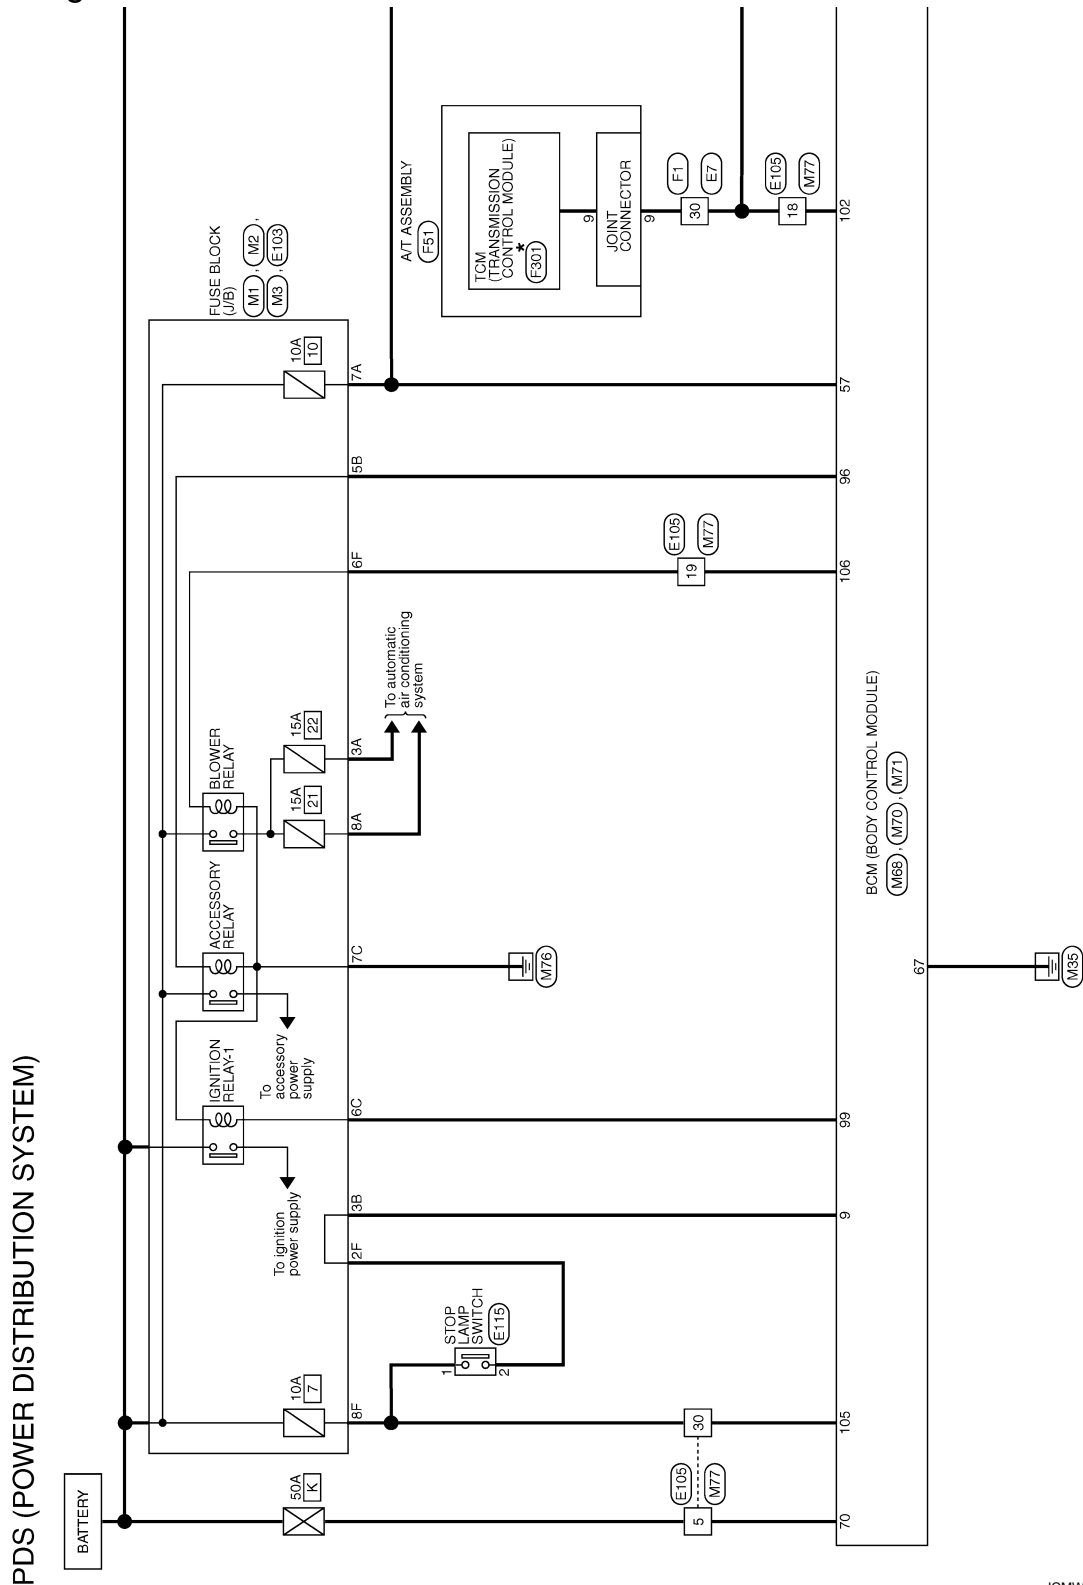 PDS (POWER DISTRIBUTION SYSTEM)
BATTERY
50A
K
10A
7
8F
STOP
LAMP
SWITCH
E115
1
2
To ignition
power supply
2F
3B
IGNITION
RELAY-1
To
accessory
power
supply
6C
ACCESSORY
RELAY
7C
M76
BLOWER
RELAY
15A
21
15A
22
8A
3A
To automatic
air conditioning
system
6F
5B
10A
10
7A
FUSE BLOCK
(J/B)
M1 , M2 ,
M3 , E103
A/T ASSEMBLY
F51
TCM
(TRANSMISSION
CONTROL MODULE)
*
F301
9
JOINT
CONNECTOR
9
F1
30
E7
E105
18
M77
E105
19
M77
E105
5
M77
30
70
105
9
99
106
96
57
102
BCM (BODY CONTROL MODULE)
M68 , M70 , M71
67
M35